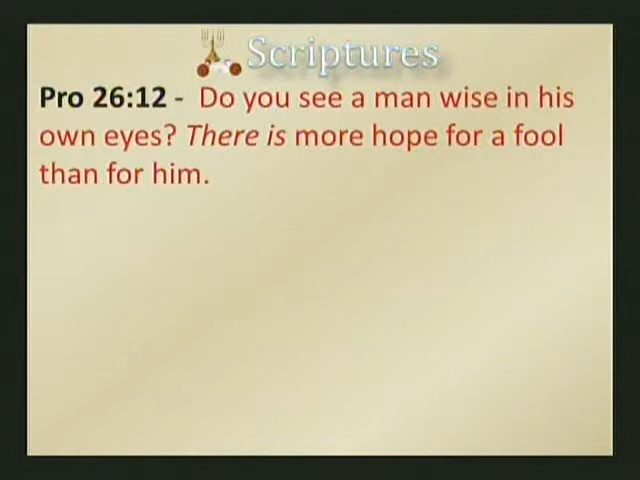 Scriptures
Pro 26:12 - Do you see a man wise in his
own eyes? There is more hope for a fool
than for him.